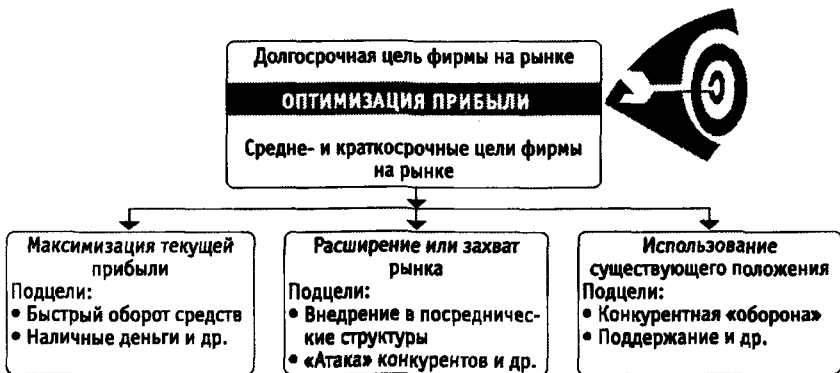 Долгосрочная цель фирмы на рынке
ОПТИМИЗАЦИЯ ПРИБЫЛИ
Средне- и краткосрочные цели фирмы
на рынке
Максимизация текущей
прибыли
Подцели:
• Быстрый оборот средств
• Наличные деньги и др.
Расширение или захват
рынка
Подцели:
• Внедрение в посредничес-
кие структуры
• «Атака» конкурентов и др.
Использование
существующего положения
Подцели:
• Конкурентная «оборона»
• Поддержание и др.